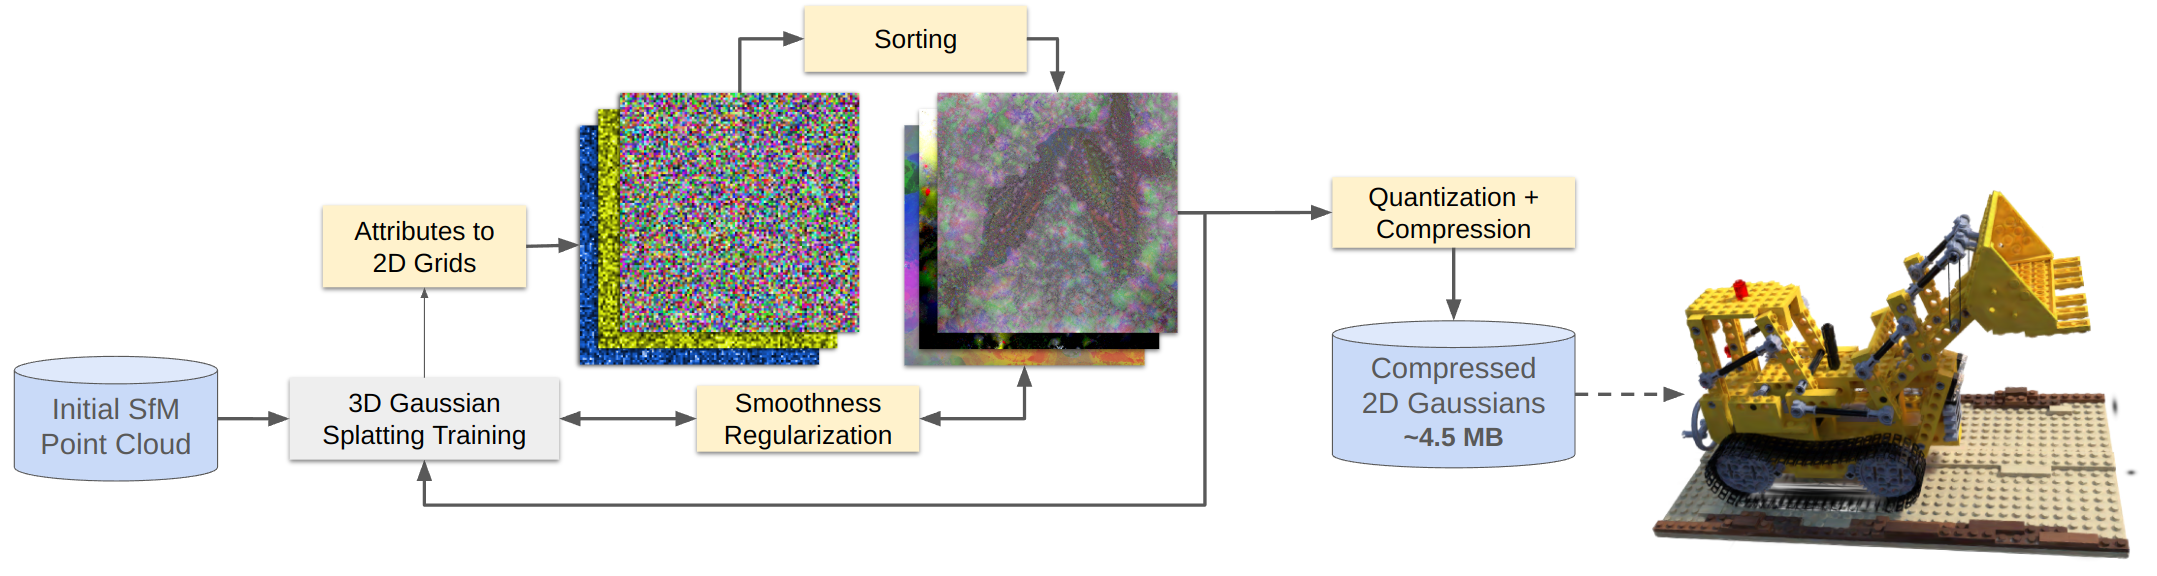 Sorting
Attributes to
2D Grids
Quantization +
Compression
Initial SfM
Point Cloud
3D Gaussian
Splatting Training
Smoothness
Regularization
Compressed
2D Gaussians
~4.5 MB